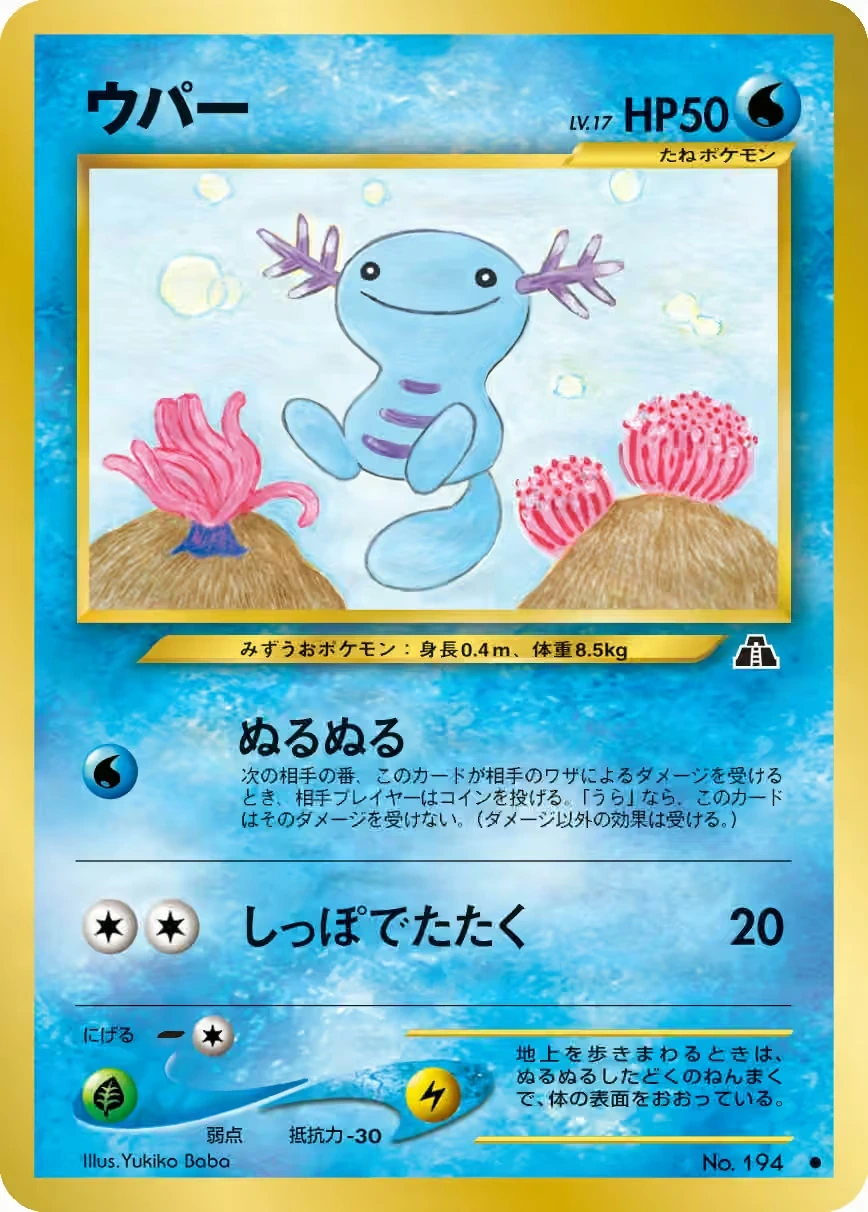 ウパー
LV.17 HP50
たねポケモン
みずうおポケモン：身長0.4m、体重8.5kg
ぬるぬる
次の相手の番、このカードが相手のワザによるダメージを受ける
とき、相手プレイヤーはコインを投げる。「うら」なら、このカード
はそのダメージを受けない。（ダメージ以外の効果は受ける。）
しっぽでたたく 20
にげる
地上を歩きまわるときは、
ぬるぬるしたどくのねんまく
で、体の表面をおおっている。
弱点 抵抗力-30
Illus.Yukiko Baba
No. 194